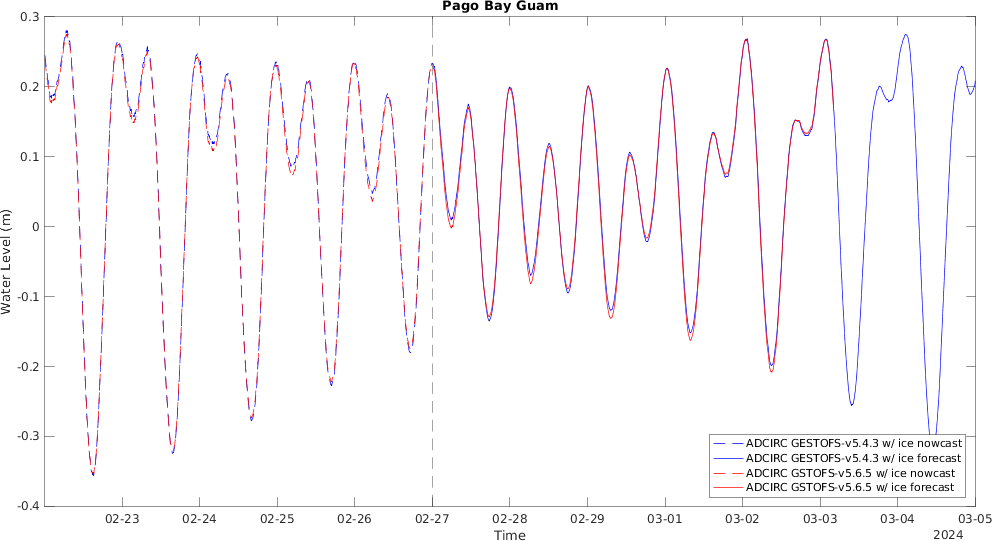 Pago Bay Guam
0.3
0.2
0.1
0
-0.1
-0.2
-0.3
-0.4
Water Level (m)
ADCIRC GESTOFS-v5.4.3 w/ ice nowcast
ADCIRC GESTOFS-v5.4.3 w/ ice forecast
ADCIRC GSTOFS-v5.6.5 w/ ice nowcast
ADCIRC GSTOFS-v5.6.5 w/ ice forecast
02-23 02-24 02-25 02-26 02-27 02-28 02-29 03-01 03-02 03-03 03-04 03-05
Time
2024